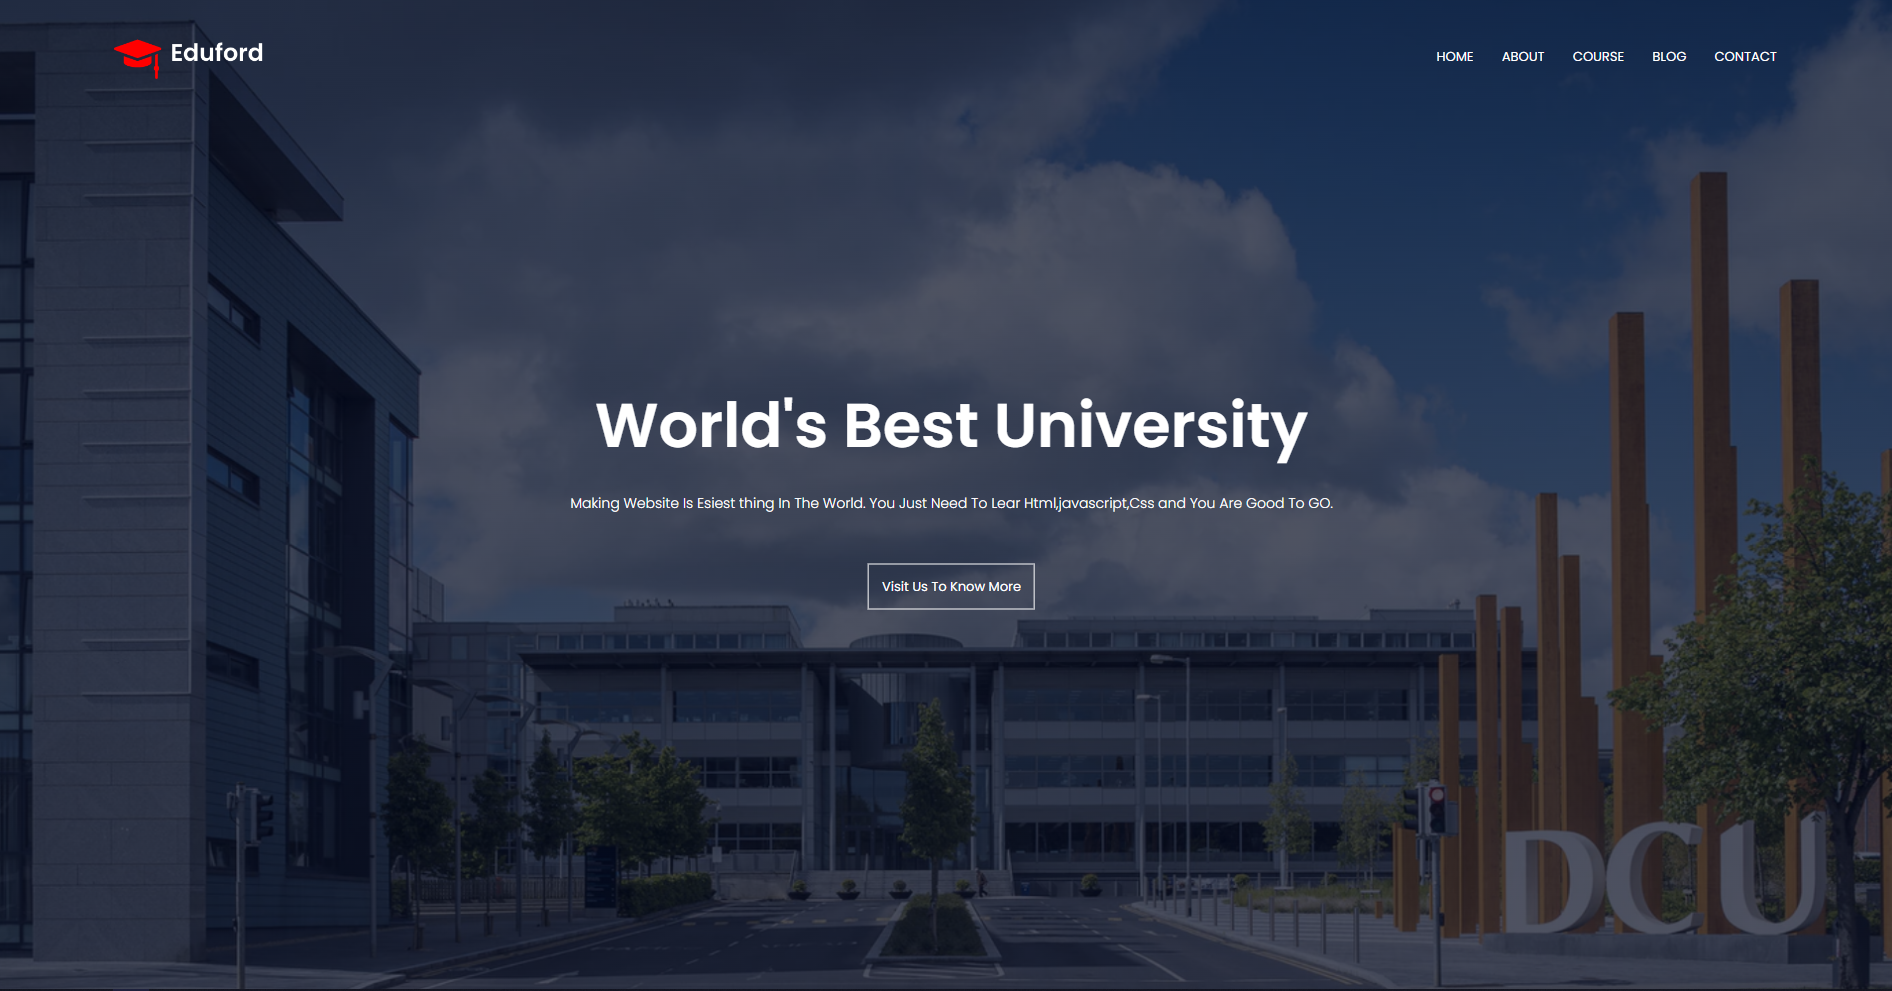 Eduford
HOME ABOUT COURSE BLOG CONTACT
World's Best University
Making Website Is Esiest thing In The World. You Just Need To Lear Html,javascript,Css and You Are Good To GO.
Visit Us To Know More
DCU